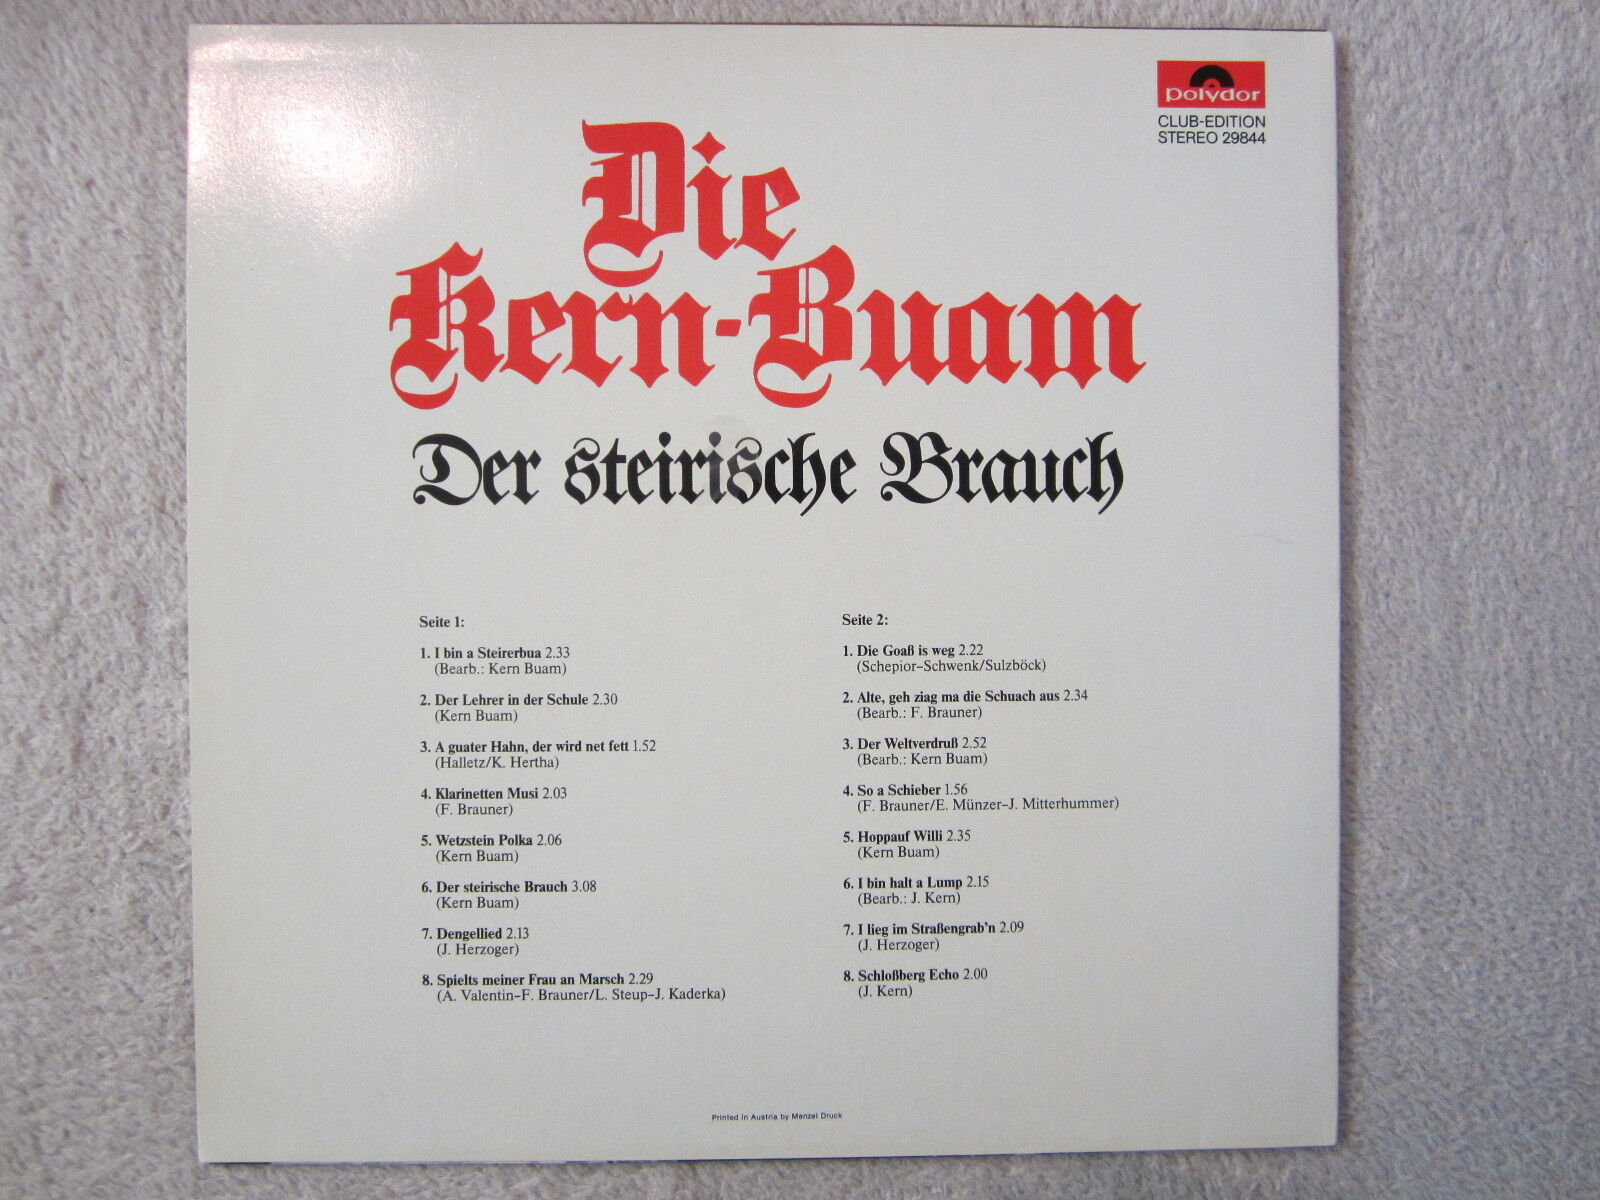 polydor
CLUB-EDITION
STEREO 29844
Die
Kern-Buam
Der steirische Brauch
Seite 1:
1. I bin a Steirerbua 2.33
(Bearb.: Kern Buam)
2. Der Lehrer in der Schule 2.30
(Kern Buam)
3. A guater Hahn, der wird net fett 1.52
(Halletz/K. Hertha)
4. Klarinetten Musi 2.03
(F. Brauner)
5. Wetzstein Polka 2.06
(Kern Buam)
6. Der steirische Brauch 3.08
(Kern Buam)
7. Dengellied 2.13
(J. Herzoger)
8. Spielts meiner Frau an Marsch 2.29
(A. Valentin-F. Brauner/L. Steup-J. Kaderka)
Seite 2:
1. Die Goaß is weg 2.22
(Schepior-Schwenk/Sulzböck)
2. Alte, geh ziag ma die Schuach aus 2.34
(Bearb.: F. Brauner)
3. Der Weltverdruß 2.52
(Bearb.: Kern Buam)
4. So a Schieber 1.56
(F. Brauner/E. Münzer-J. Mitterhummer)
5. Hoppauf Willi 2.35
(Kern Buam)
6. I bin halt a Lump 2.15
(Bearb.: J. Kern)
7. I lieg im Straßengrab'n 2.09
(J. Herzoger)
8. Schloßberg Echo 2.00
(J. Kern)
Printed in Austria by Menzel Druck